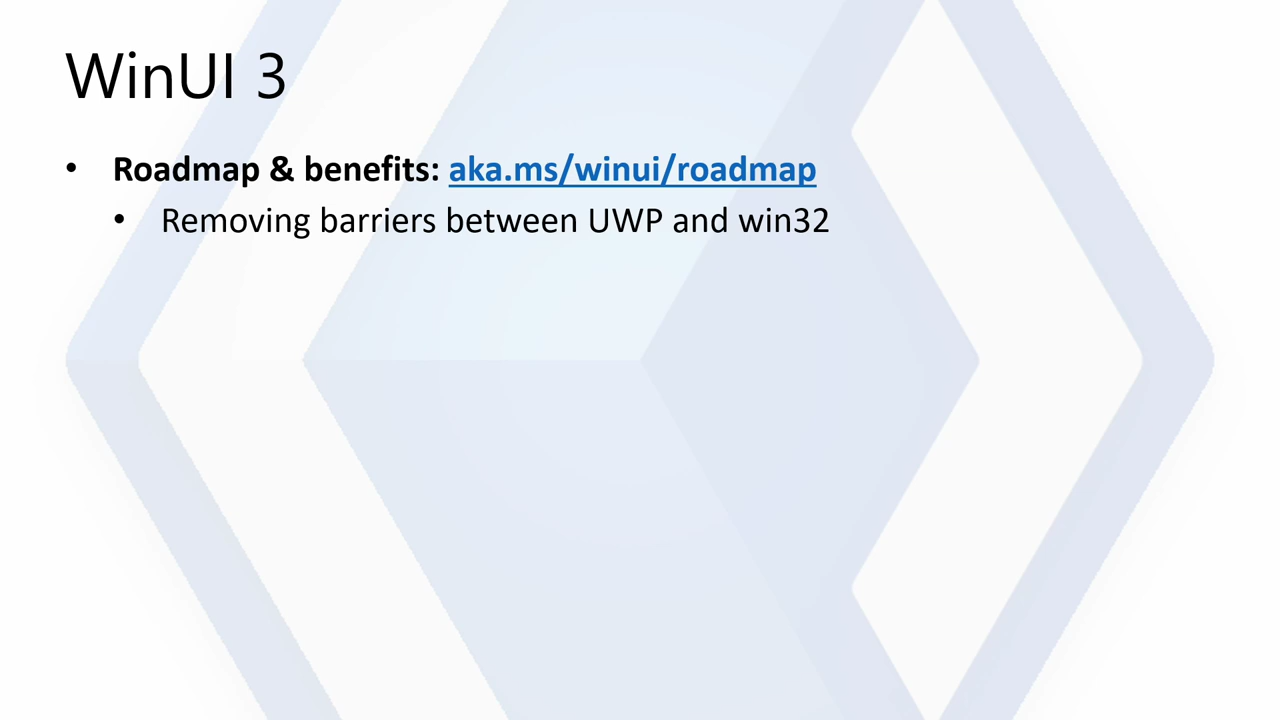 WinUI 3
• Roadmap & benefits: aka.ms/winui/roadmap
• Removing barriers between UWP and win32